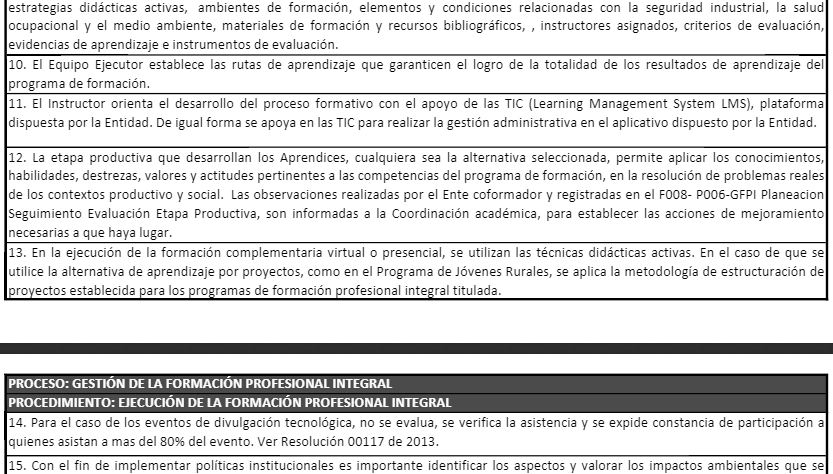 estrategias didácticas activas, ambientes de formación, elementos y condiciones relacionadas con la seguridad industrial, la salud
ocupacional y el medio ambiente, materiales de formación y recursos bibliográficos, , instructores asignados, criterios de evaluación,
evidencias de aprendizaje e instrumentos de evaluación.
10. El Equipo Ejecutor establece las rutas de aprendizaje que garanticen el logro de la totalidad de los resultados de aprendizaje del
programa de formación.
11. El Instructor orienta el desarrollo del proceso formativo con el apoyo de las TIC (Learning Management System LMS), plataforma
dispuesta por la Entidad. De igual forma se apoya en las TIC para realizar la gestión administrativa en el aplicativo dispuesto por la Entidad.
12. La etapa productiva que desarrollan los Aprendices, cualquiera sea la alternativa seleccionada, permite aplicar los conocimientos,
habilidades, destrezas, valores y actitudes pertinentes a las competencias del programa de formación, en la resolución de problemas reales
de los contextos productivo y social. Las observaciones realizadas por el Ente coformador y registradas en el F008- P006-GFPI Planeacion
Seguimiento Evaluación Etapa Productiva, son informadas a la Coordinación académica, para establecer las acciones de mejoramiento
necesarias a que haya lugar.
13. En la ejecución de la formación complementaria virtual o presencial, se utilizan las técnicas didácticas activas. En el caso de que se
utilice la alternativa de aprendizaje por proyectos, como en el Programa de Jóvenes Rurales, se aplica la metodología de estructuración de
proyectos establecida para los programas de formación profesional integral titulada.
PROCESO: GESTIÓN DE LA FORMACIÓN PROFESIONAL INTEGRAL
PROCEDIMIENTO: EJECUCIÓN DE LA FORMACIÓN PROFESIONAL INTEGRAL
14. Para el caso de los eventos de divulgación tecnológica, no se evalua, se verifica la asistencia y se expide constancia de participación a
quienes asistan a mas del 80% del evento. Ver Resolución 00117 de 2013.
15. Con el fin de implementar políticas institucionales es importante identificar los aspectos y valorar los impactos ambientales que se